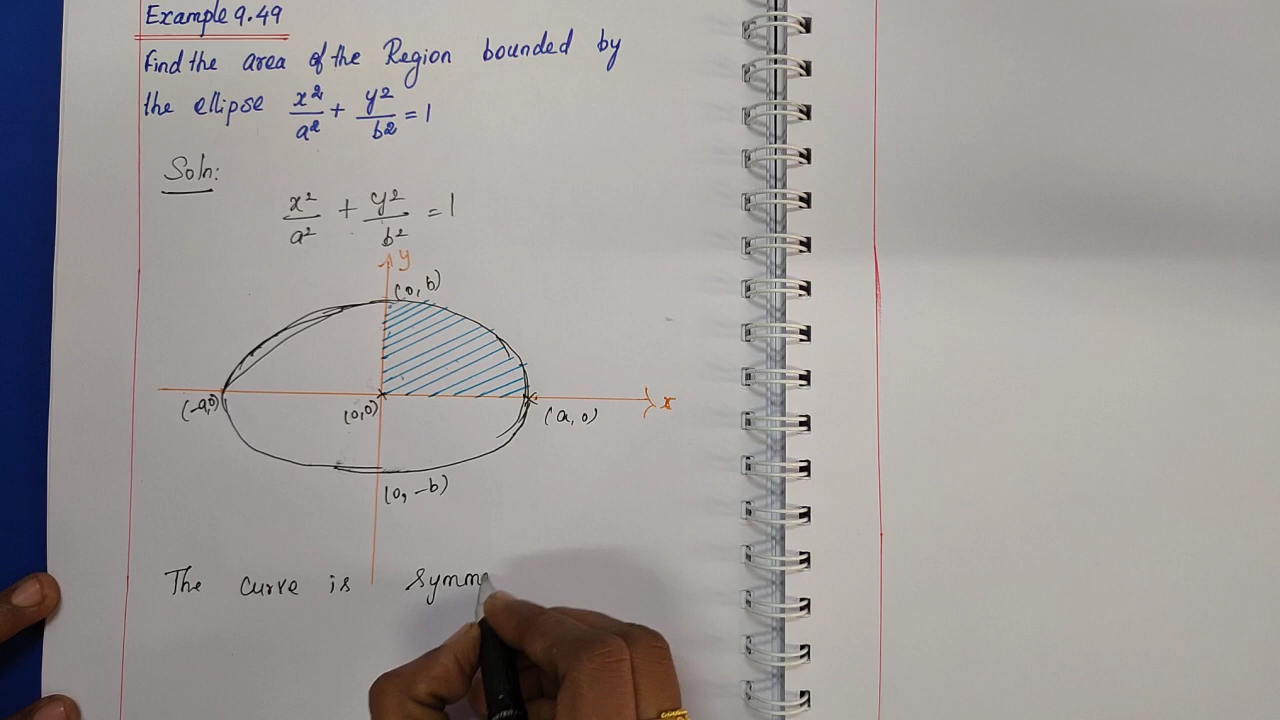 Example 9.49
Find the area of the Region bounded by
the ellipse x²/a² + y²/b² = 1
Soln:
x²/a² + y²/b² = 1
y
(0, b)
(-a,0)
(0,0)
(a, 0)
x
(0, -b)
The curve is symm